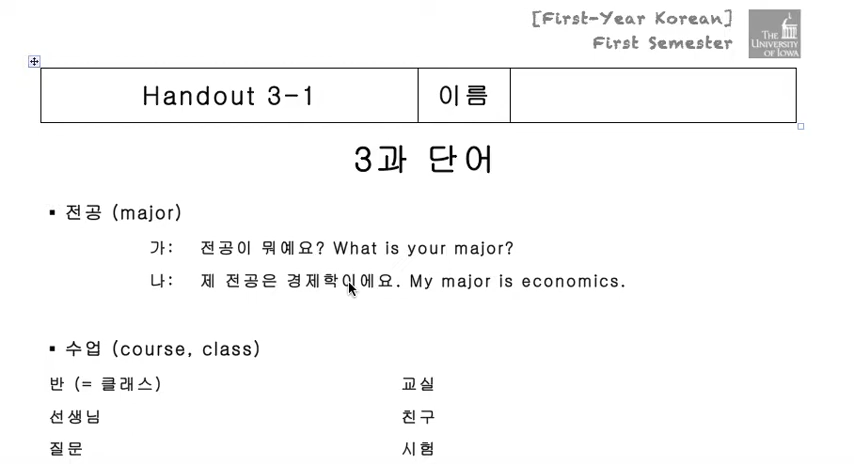 [First-Year Korean]
First Semester
THE UNIVERSITY OF IOWA
Handout 3-1 이름
3과 단어
▪ 전공 (major)
가: 전공이 뭐예요? What is your major?
나: 제 전공은 경제학이에요. My major is economics.
▪ 수업 (course, class)
반 (= 클래스) 교실
선생님 친구
질문 시험